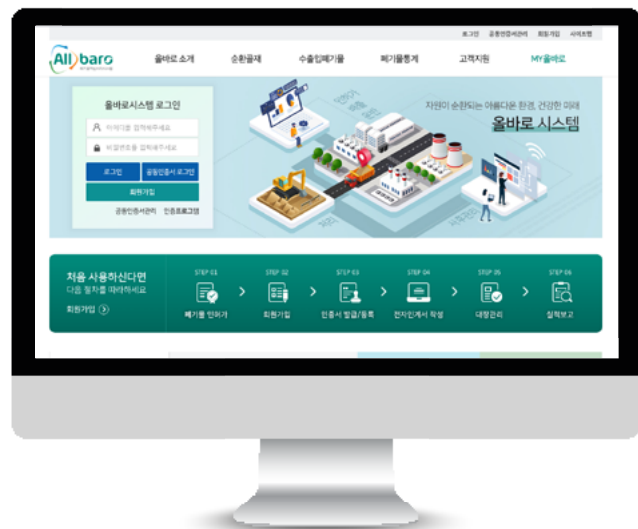 로그인 공동인증서관리 회원가입 사이트맵
Allbaro
올바로 소개 순환골재 수출입폐기물 폐기물통계 고객지원 MY올바로
올바로시스템 로그인
아이디를 입력해주세요
비밀번호를 입력해주세요
로그인 공동인증서 로그인
회원가입
공동인증서관리 인증프로그램
자원이 순환되는 아름다운 환경, 건강한 미래
올바로 시스템
처리
사후관리
처음 사용하신다면
다음 절차를 따라하세요
회원가입
STEP 01 STEP 02 STEP 03 STEP 04 STEP 05 STEP 06
폐기물 인허가 회원가입 인증서 발급/등록 전자인계서 작성 대장관리 실적보고